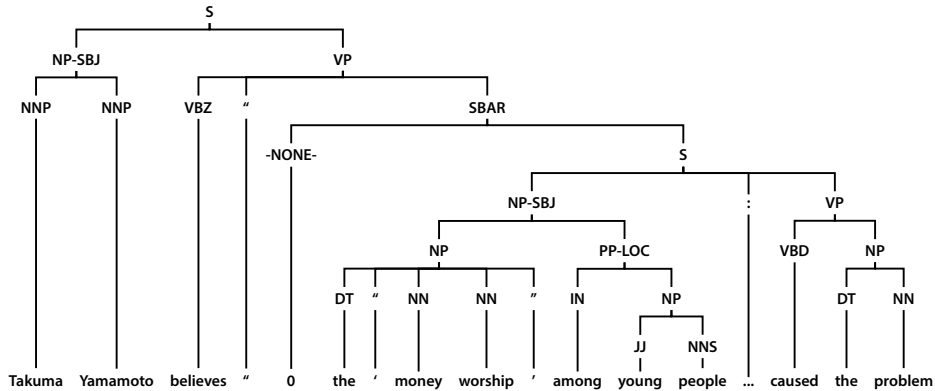 S
NP-SBJ VP
NNP NNP VBZ “ SBAR
-NONE- S
NP-SBJ : VP
NP PP-LOC VBD NP
DT “ NN NN ” IN NP DT NN
JJ NNS
Takuma Yamamoto believes “ 0 the ‘ money worship ’ among young people ... caused the problem